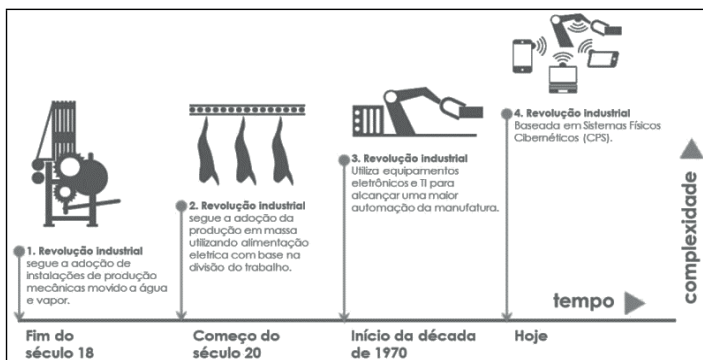 1. Revolução industrial
segue a adoção de
instalações de produção
mecânicas movido a água
e vapor.
2. Revolução industrial
segue a adoção da
produção em massa
utilizando alimentação
eletrica com base na
divisão do trabalho.
3. Revolução industrial
Utiliza equipamentos
eletrônicos e TI para
alcançar uma maior
automação da manufatura.
4. Revolução industrial
Baseada em Sistemas Físicos
Cibernéticos (CPS).
complexidade
tempo
Fim do
século 18
Começo do
século 20
Início da década
de 1970
Hoje